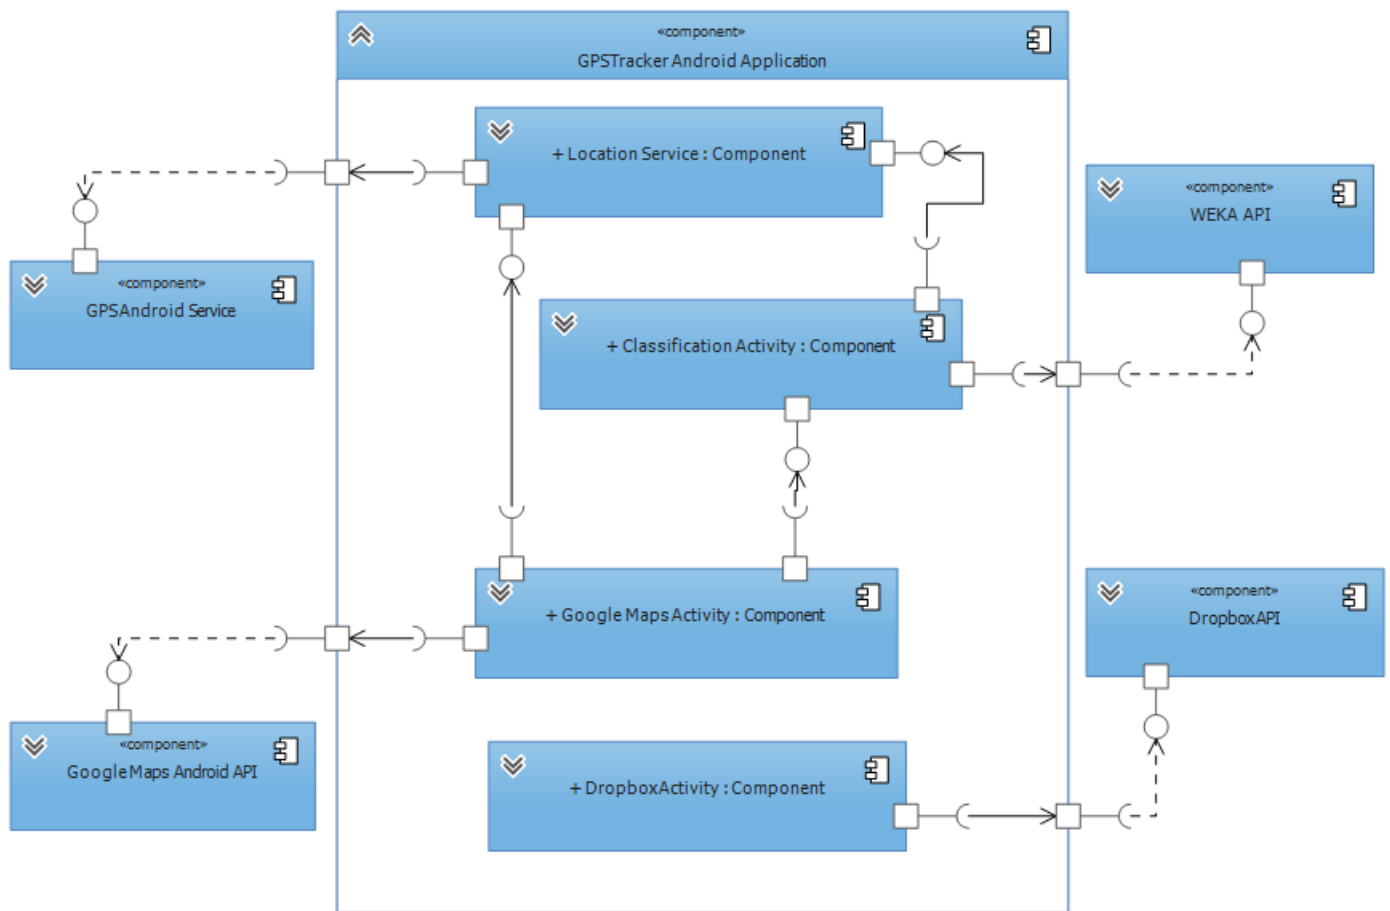 «component»
GPSTracker Android Application
+ Location Service : Component
«component»
WEKA API
«component»
GPSAndroid Service
+ Classification Activity : Component
+ Google Maps Activity : Component
«component»
DropboxAPI
«component»
Google Maps Android API
+ DropboxActivity : Component